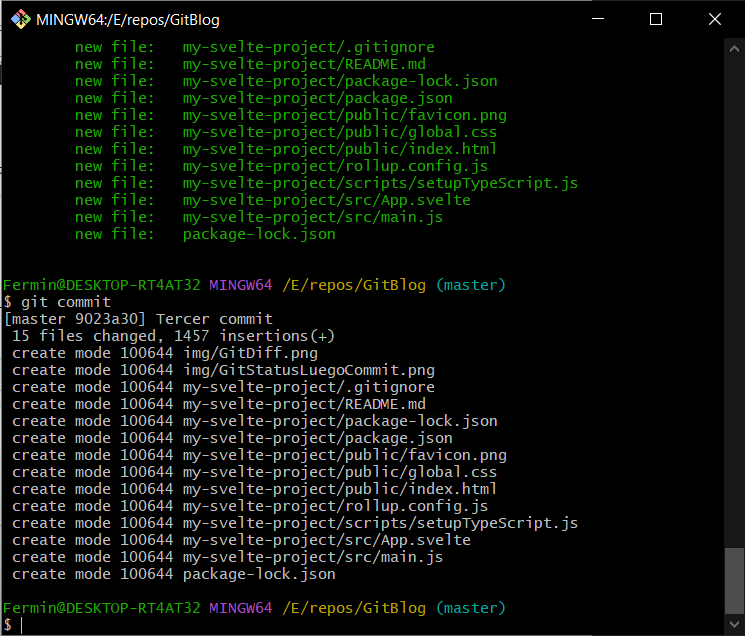 MINGW64:/E/repos/GitBlog
new file:   my-svelte-project/.gitignore
new file:   my-svelte-project/README.md
new file:   my-svelte-project/package-lock.json
new file:   my-svelte-project/package.json
new file:   my-svelte-project/public/favicon.png
new file:   my-svelte-project/public/global.css
new file:   my-svelte-project/public/index.html
new file:   my-svelte-project/rollup.config.js
new file:   my-svelte-project/scripts/setupTypeScript.js
new file:   my-svelte-project/src/App.svelte
new file:   my-svelte-project/src/main.js
new file:   package-lock.json
Fermin@DESKTOP-RT4AT32 MINGW64 /E/repos/GitBlog (master)
$ git commit
[master 9023a30] Tercer commit
 15 files changed, 1457 insertions(+)
 create mode 100644 img/GitDiff.png
 create mode 100644 img/GitStatusLuegoCommit.png
 create mode 100644 my-svelte-project/.gitignore
 create mode 100644 my-svelte-project/README.md
 create mode 100644 my-svelte-project/package-lock.json
 create mode 100644 my-svelte-project/package.json
 create mode 100644 my-svelte-project/public/favicon.png
 create mode 100644 my-svelte-project/public/global.css
 create mode 100644 my-svelte-project/public/index.html
 create mode 100644 my-svelte-project/rollup.config.js
 create mode 100644 my-svelte-project/scripts/setupTypeScript.js
 create mode 100644 my-svelte-project/src/App.svelte
 create mode 100644 my-svelte-project/src/main.js
 create mode 100644 package-lock.json
Fermin@DESKTOP-RT4AT32 MINGW64 /E/repos/GitBlog (master)
$